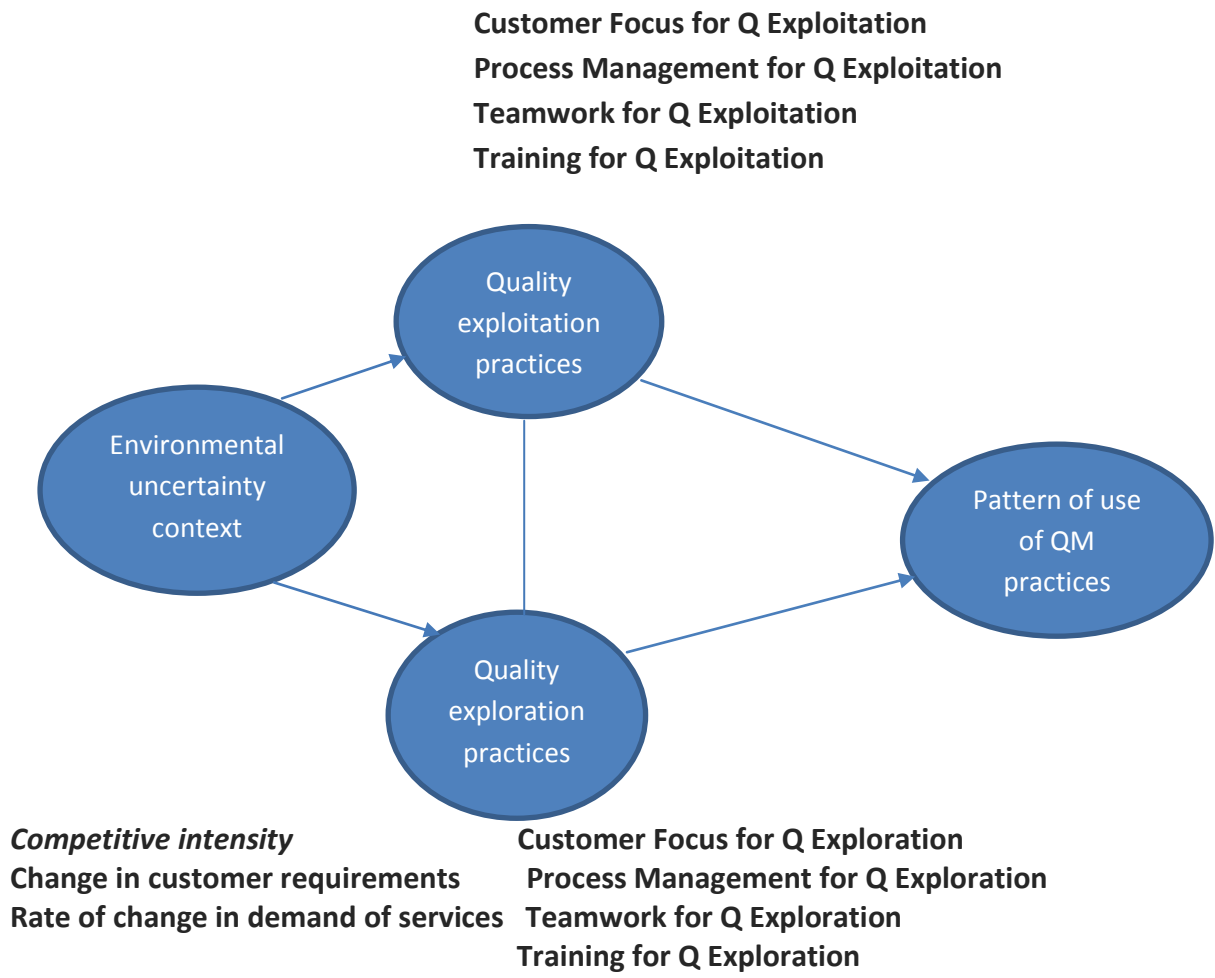 Customer Focus for Q Exploitation
Process Management for Q Exploitation
Teamwork for Q Exploitation
Training for Q Exploitation
Quality
exploitation
practices
Environmental
uncertainty
context
Pattern of use
of QM
practices
Quality
exploration
practices
Competitive intensity
Change in customer requirements
Rate of change in demand of services
Customer Focus for Q Exploration
Process Management for Q Exploration
Teamwork for Q Exploration
Training for Q Exploration